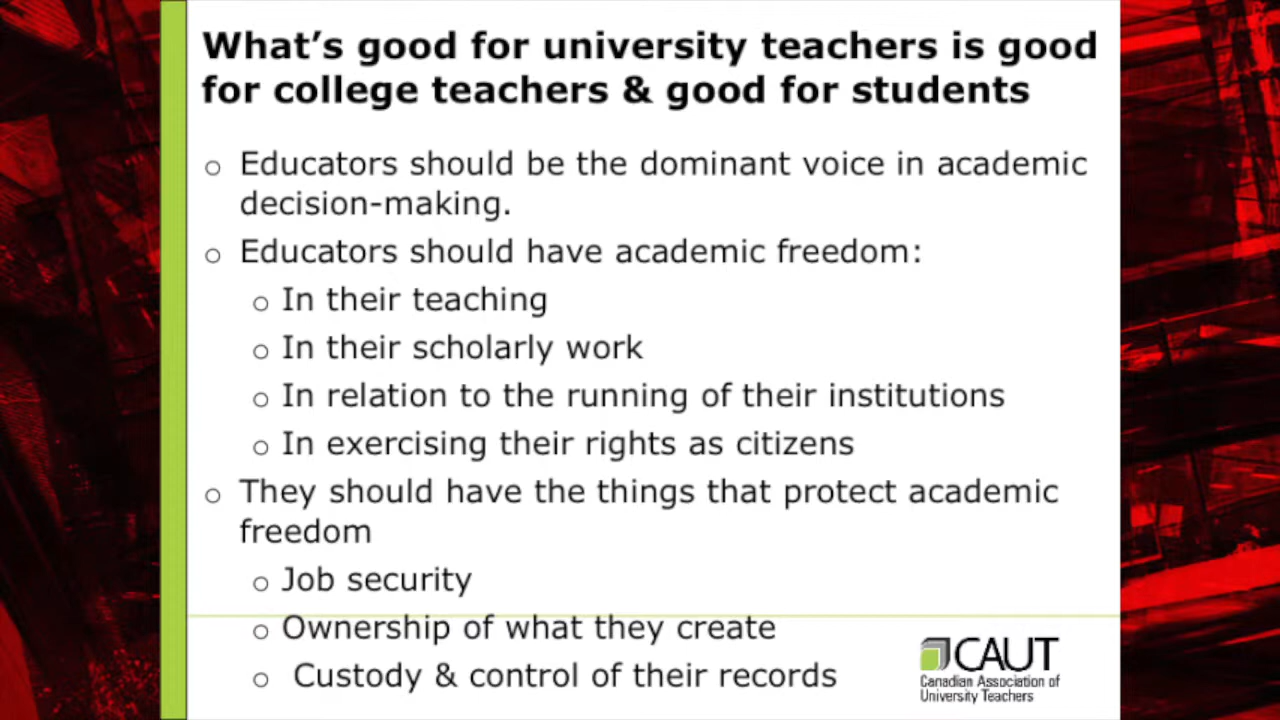 What’s good for university teachers is good
for college teachers & good for students
o Educators should be the dominant voice in academic
decision-making.
o Educators should have academic freedom:
o In their teaching
o In their scholarly work
o In relation to the running of their institutions
o In exercising their rights as citizens
o They should have the things that protect academic
freedom
o Job security
o Ownership of what they create
o Custody & control of their records
CAUT
Canadian Association of
University Teachers